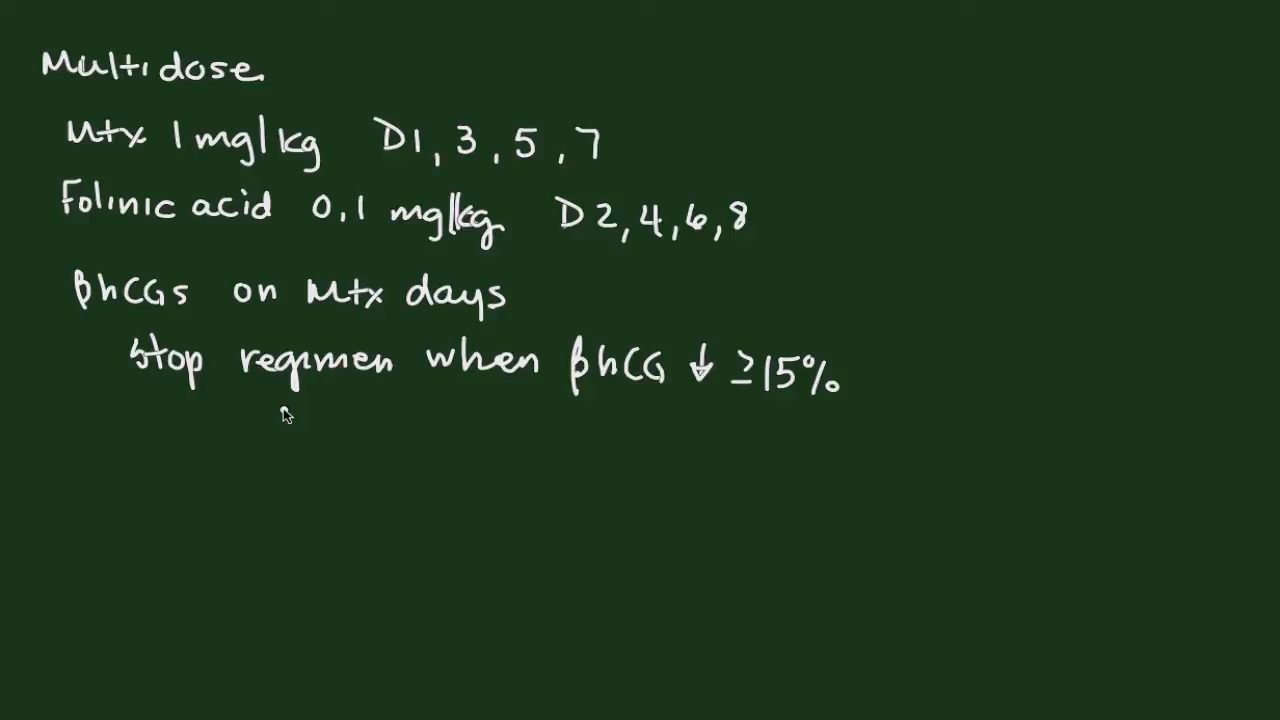 Multidose
Mtx 1mg/kg D1, 3, 5, 7
Folinic acid 0,1 mg/kg D 2, 4, 6, 8
βhCGs on Mtx days
Stop regimen when βhCG ↓ ≥15%